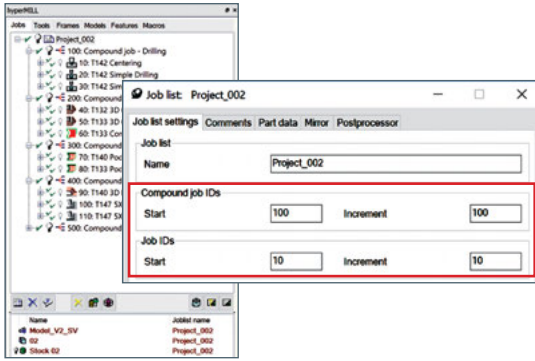 hyperMILL
Jobs Tools Frames Models Features Macros
Project_002
100: Compound job - Drilling
10: T142 Centering
20: T142 Simple Drilling
30: T142 Sim
200: Compound
40: T132 3D
50: T133 3D
60: T133 Con
300: Compound
70: T140 Poc
80: T133 Poc
400: Compound
90: T140 3D
100: T147 5X
110: T147 5X
500: Compound
Name Joblist name
Model_V2_SV Project_002
02 Project_002
Stock 02 Project_002
Job list: Project_002
Job list settings Comments Part data Mirror Postprocessor
Job list
Name Project_002
Compound job IDs
Start 100 Increment 100
Job IDs
Start 10 Increment 10